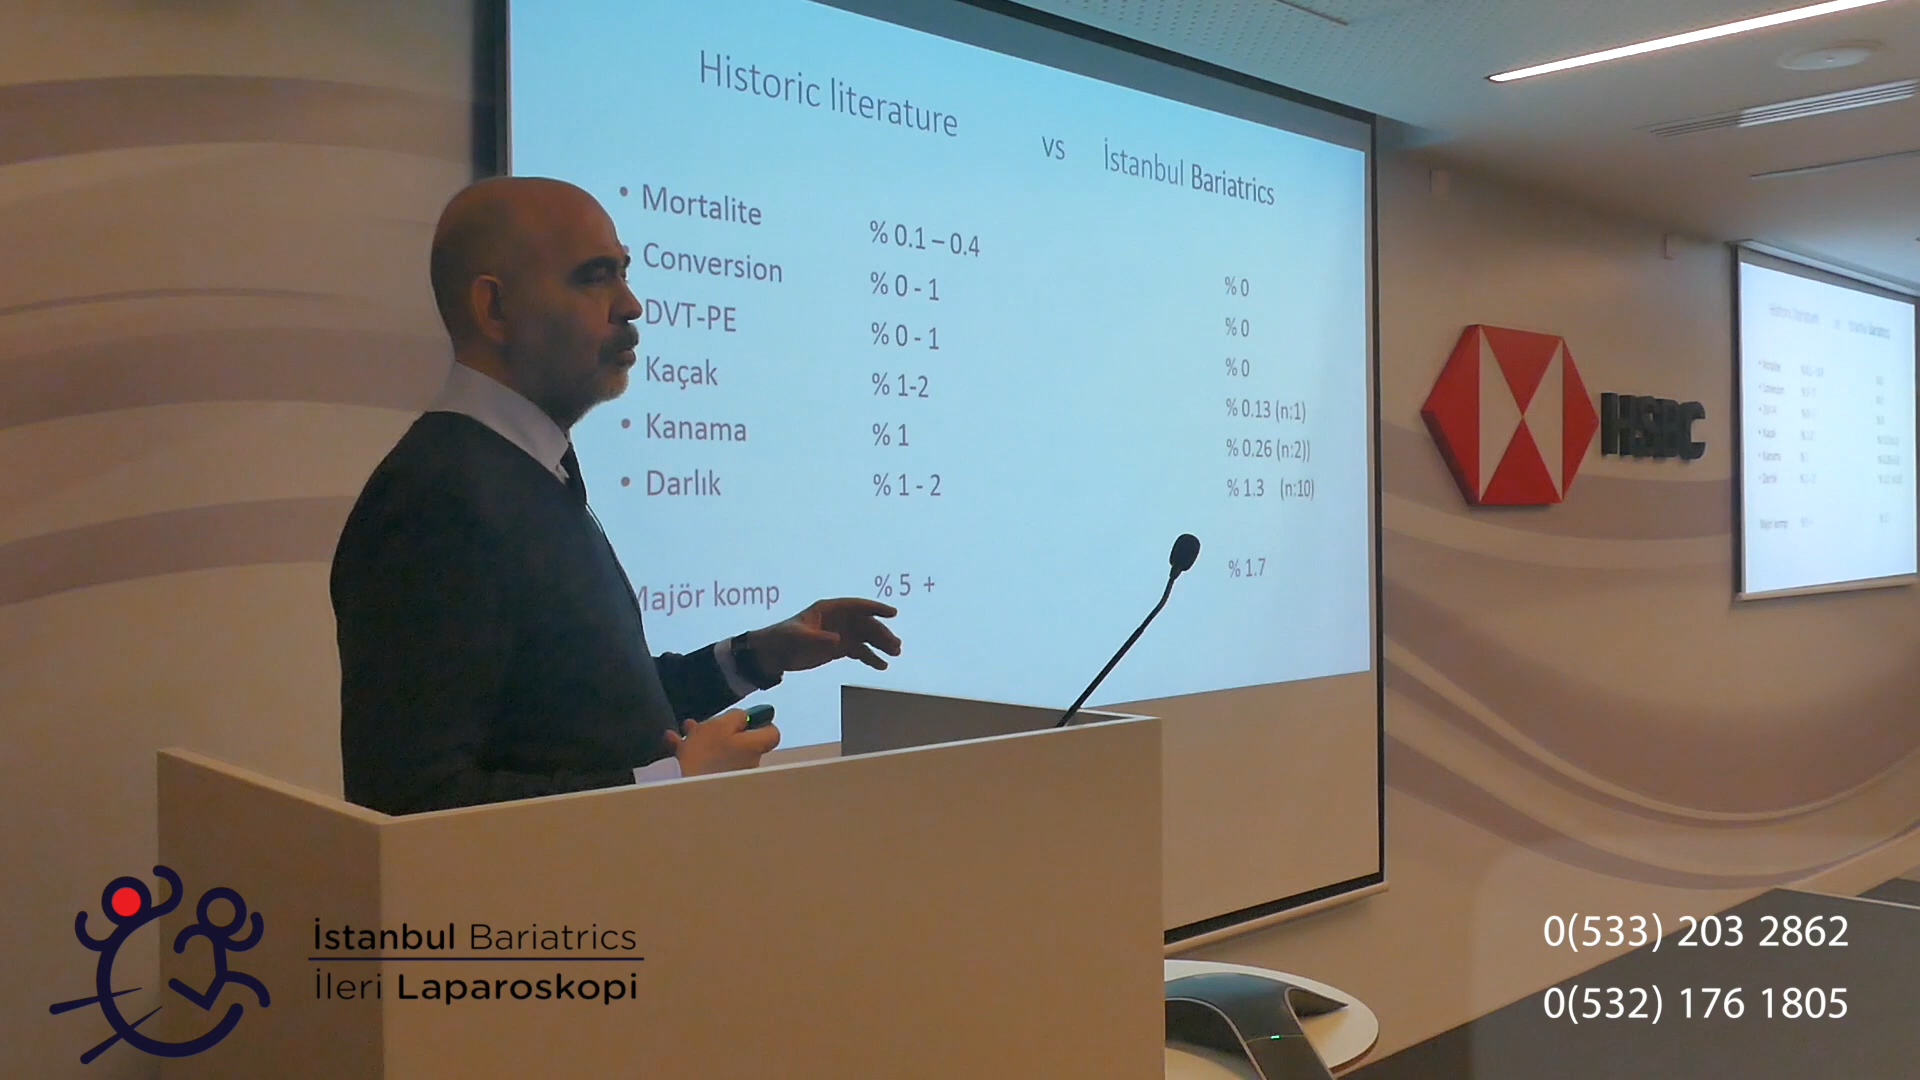 Historic literature vs İstanbul Bariatrics
• Mortalite % 0.1 – 0.4 % 0
• Conversion % 0 - 1 % 0
DVT-PE % 0 - 1 % 0
Kaçak % 1-2 % 0.13 (n:1)
• Kanama % 1 % 0.26 (n:2))
• Darlık % 1 - 2 % 1.3 (n:10)
Majör komp % 5 + % 1.7
HSBC
İstanbul Bariatrics
İleri Laparoskopi
0(533) 203 2862
0(532) 176 1805